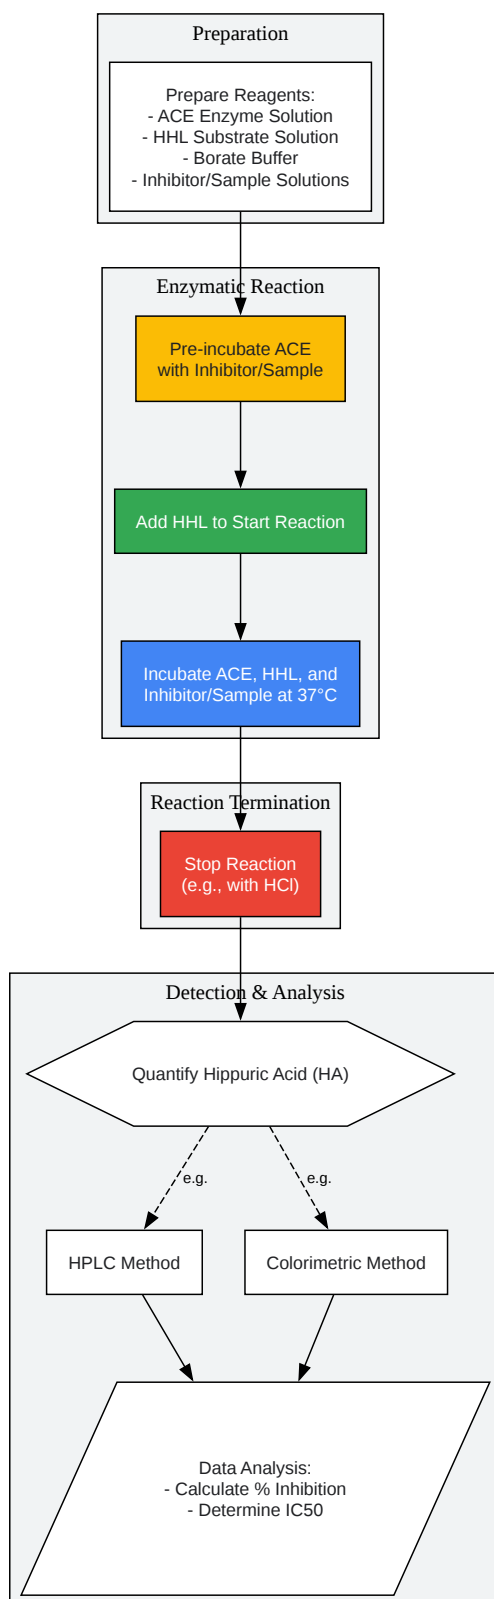 Preparation
Prepare Reagents:
- ACE Enzyme Solution
- HHL Substrate Solution
- Borate Buffer
- Inhibitor/Sample Solutions
Enzymatic Reaction
Pre-incubate ACE
with Inhibitor/Sample
Add HHL to Start Reaction
Incubate ACE, HHL, and
Inhibitor/Sample at 37°C
Reaction Termination
Stop Reaction
(e.g., with HCl)
Detection & Analysis
Quantify Hippuric Acid (HA)
e.g.
e.g.
HPLC Method
Colorimetric Method
Data Analysis:
- Calculate % Inhibition
- Determine IC50